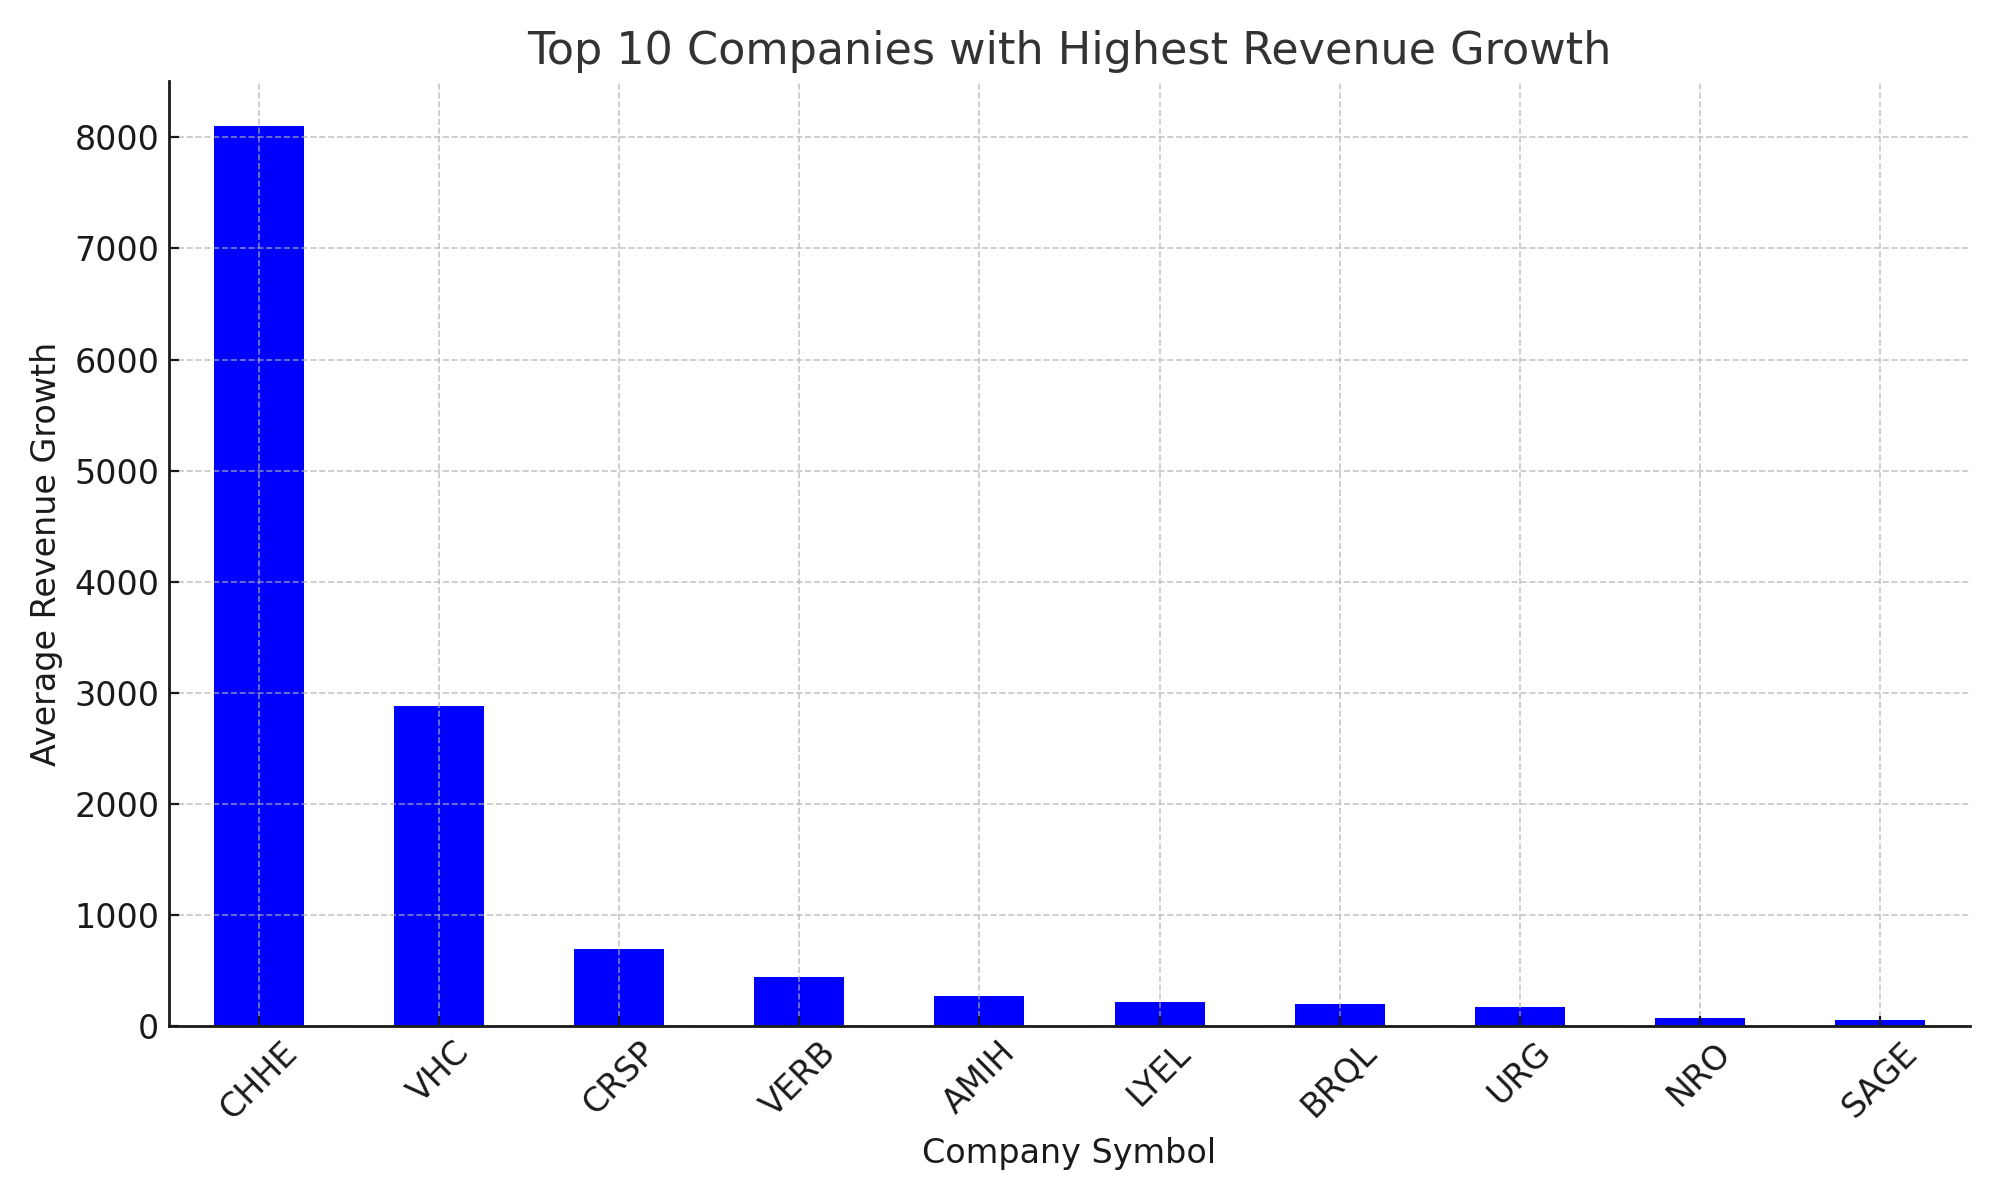 Top 10 Companies with Highest Revenue Growth
Average Revenue Growth
8000
7000
6000
5000
4000
3000
2000
1000
0
CHHE
VHC
CRSP
VERB
AMIH
LYEL
BRQL
URG
NRO
SAGE
Company Symbol